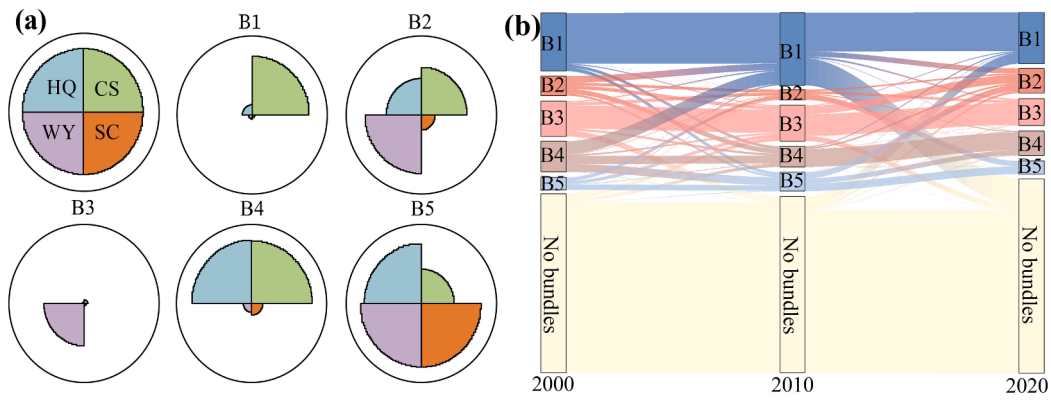 (a)
B1
B2
HQ
CS
WY
SC
B3
B4
B5
(b)
B1
B2
B3
B4
B5
No bundles
2000
B1
B2
B3
B4
B5
No bundles
2010
B1
B2
B3
B4
B5
No bundles
2020